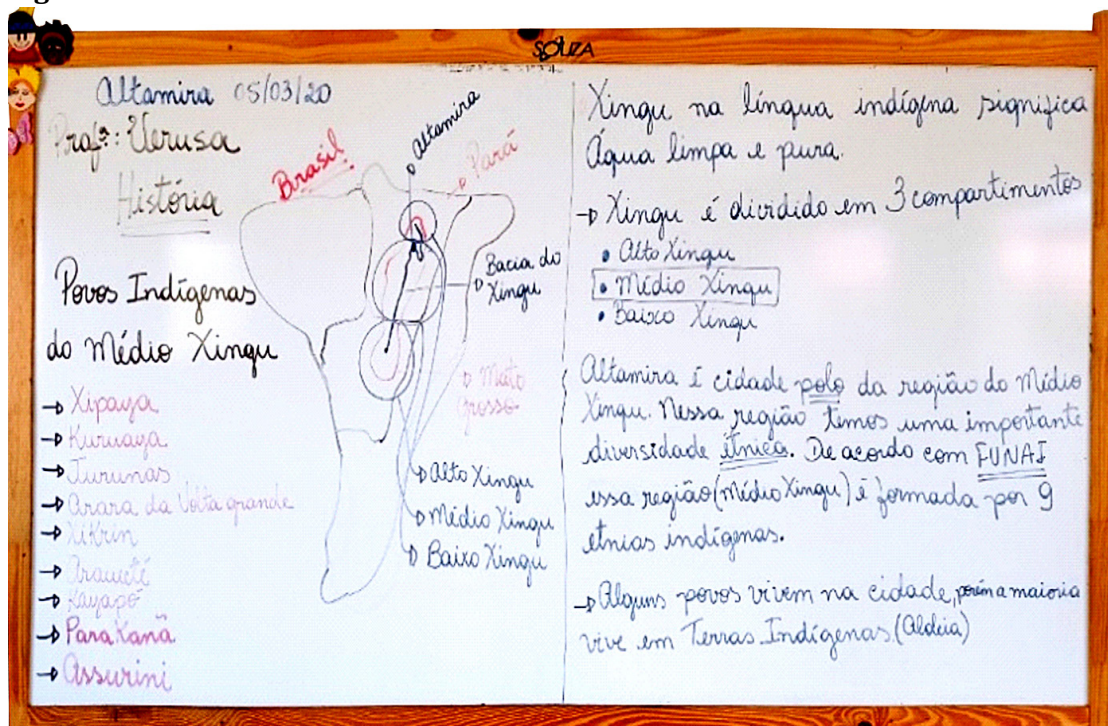 SOUZA
Altamira 05/03/20
Profª: Verusa
História
Povos Indígenas
do Médio Xingu
→ Xipaya
→ Kuruaya
→ Jurunas
→ Arara da Volta grande
→ Xikrin
→ Araweté
→ Kayapó
→ ParaKanã
→ Assurini
Brasil
Altamira
Pará
Bacia do
Xingu
Mato
Grosso
Alto Xingu
Médio Xingu
Baixo Xingu
Xingu na língua indígena significa
Água limpa e pura.
→ Xingu é dividido em 3 compartimentos
• Alto Xingu
• Médio Xingu
• Baixo Xingu
Altamira é cidade polo da região do Médio
Xingu. Nessa região temos uma importante
diversidade étnica. De acordo com FUNAI
essa região (Médio Xingu) é formada por 9
etnias indígenas.
→ Alguns povos vivem na cidade, porém a maioria
vive em Terras Indígenas. (Aldeia)